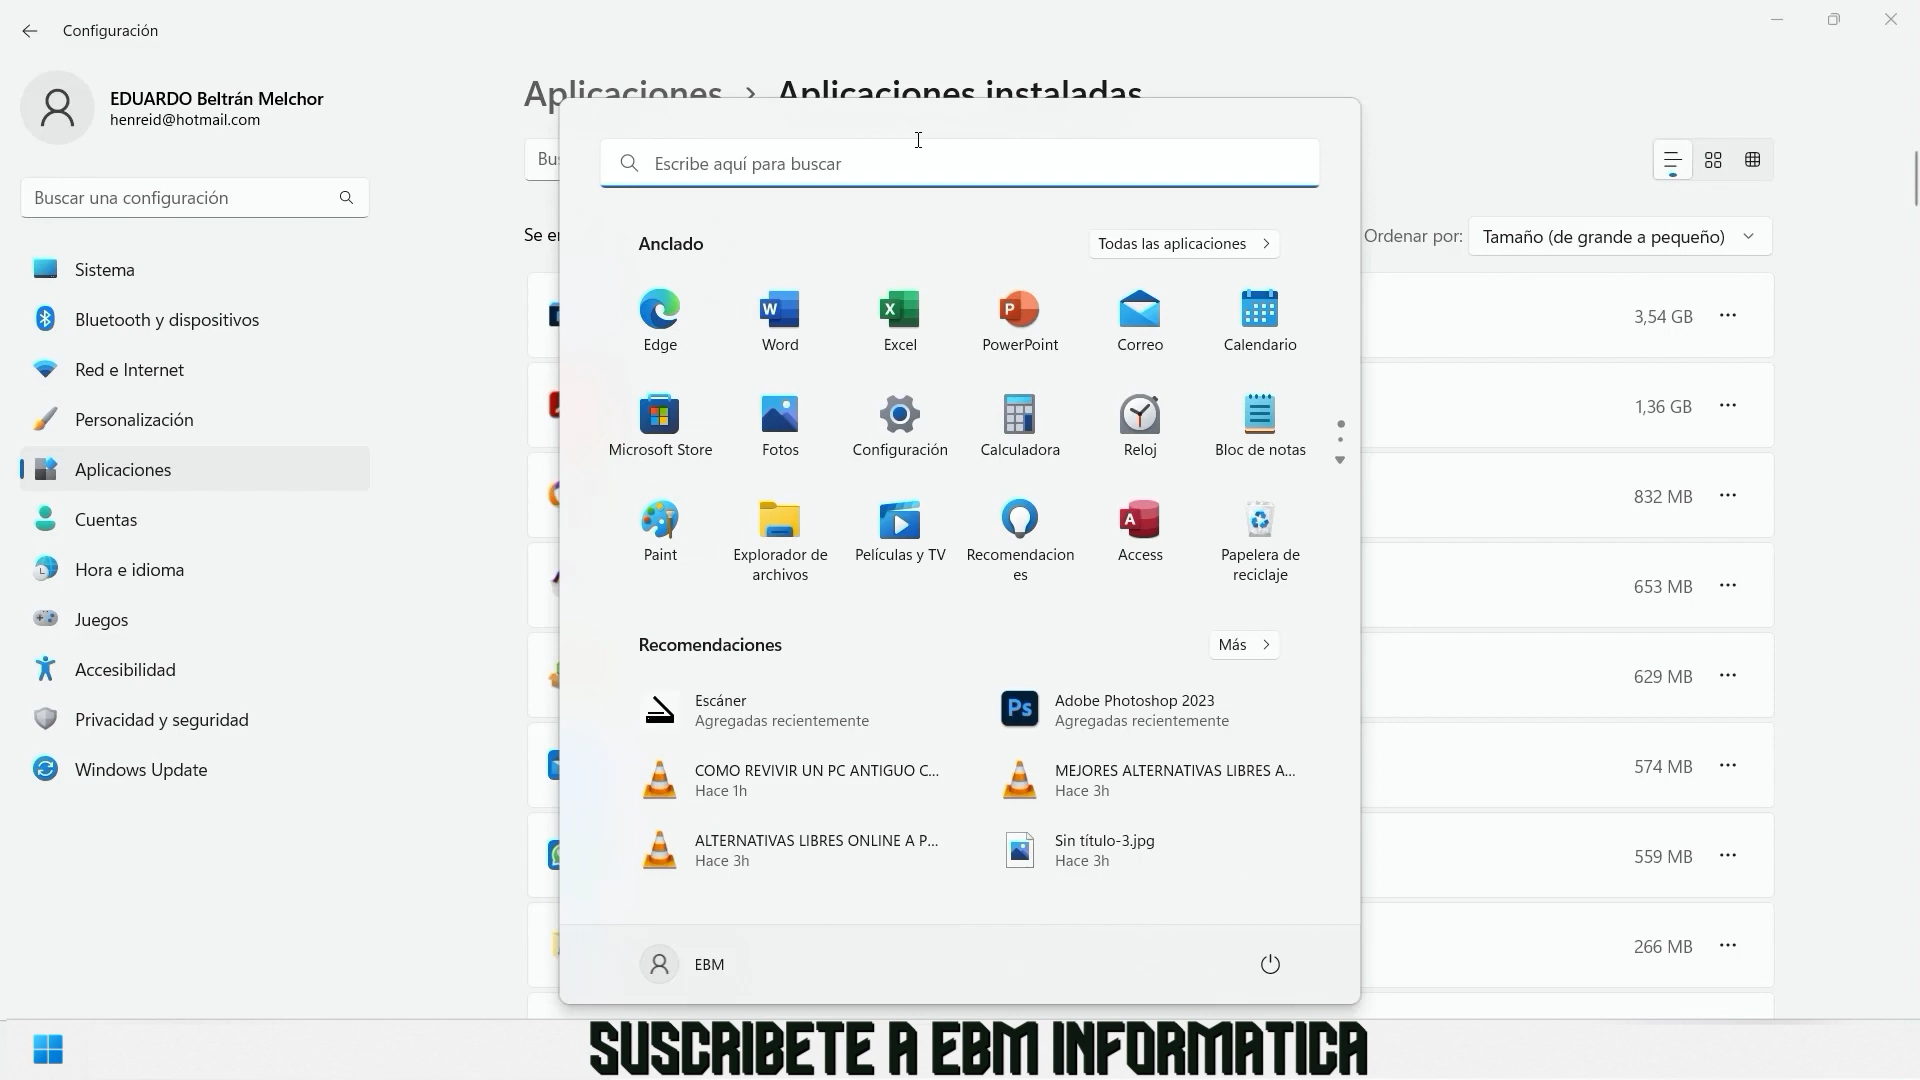 Configuración
EDUARDO Beltrán Melchor
henreid@hotmail.com
Buscar una configuración
Sistema
Bluetooth y dispositivos
Red e Internet
Personalización
Aplicaciones
Cuentas
Hora e idioma
Juegos
Accesibilidad
Privacidad y seguridad
Windows Update
Aplicaciones > Aplicaciones instaladas
Ordenar por: Tamaño (de grande a pequeño)
3,54 GB
1,36 GB
832 MB
653 MB
629 MB
574 MB
559 MB
266 MB
Escribe aquí para buscar
Anclado
Todas las aplicaciones >
Edge
Word
Excel
PowerPoint
Correo
Calendario
Microsoft Store
Fotos
Configuración
Calculadora
Reloj
Bloc de notas
Paint
Explorador de
archivos
Películas y TV
Recomendacion
es
Access
Papelera de
reciclaje
Recomendaciones
Más >
Escáner
Agregadas recientemente
Ps
Adobe Photoshop 2023
Agregadas recientemente
COMO REVIVIR UN PC ANTIGUO C...
Hace 1h
MEJORES ALTERNATIVAS LIBRES A...
Hace 3h
ALTERNATIVAS LIBRES ONLINE A P...
Hace 3h
Sin título-3.jpg
Hace 3h
EBM
SUSCRIBETE A EBM INFORMATICA